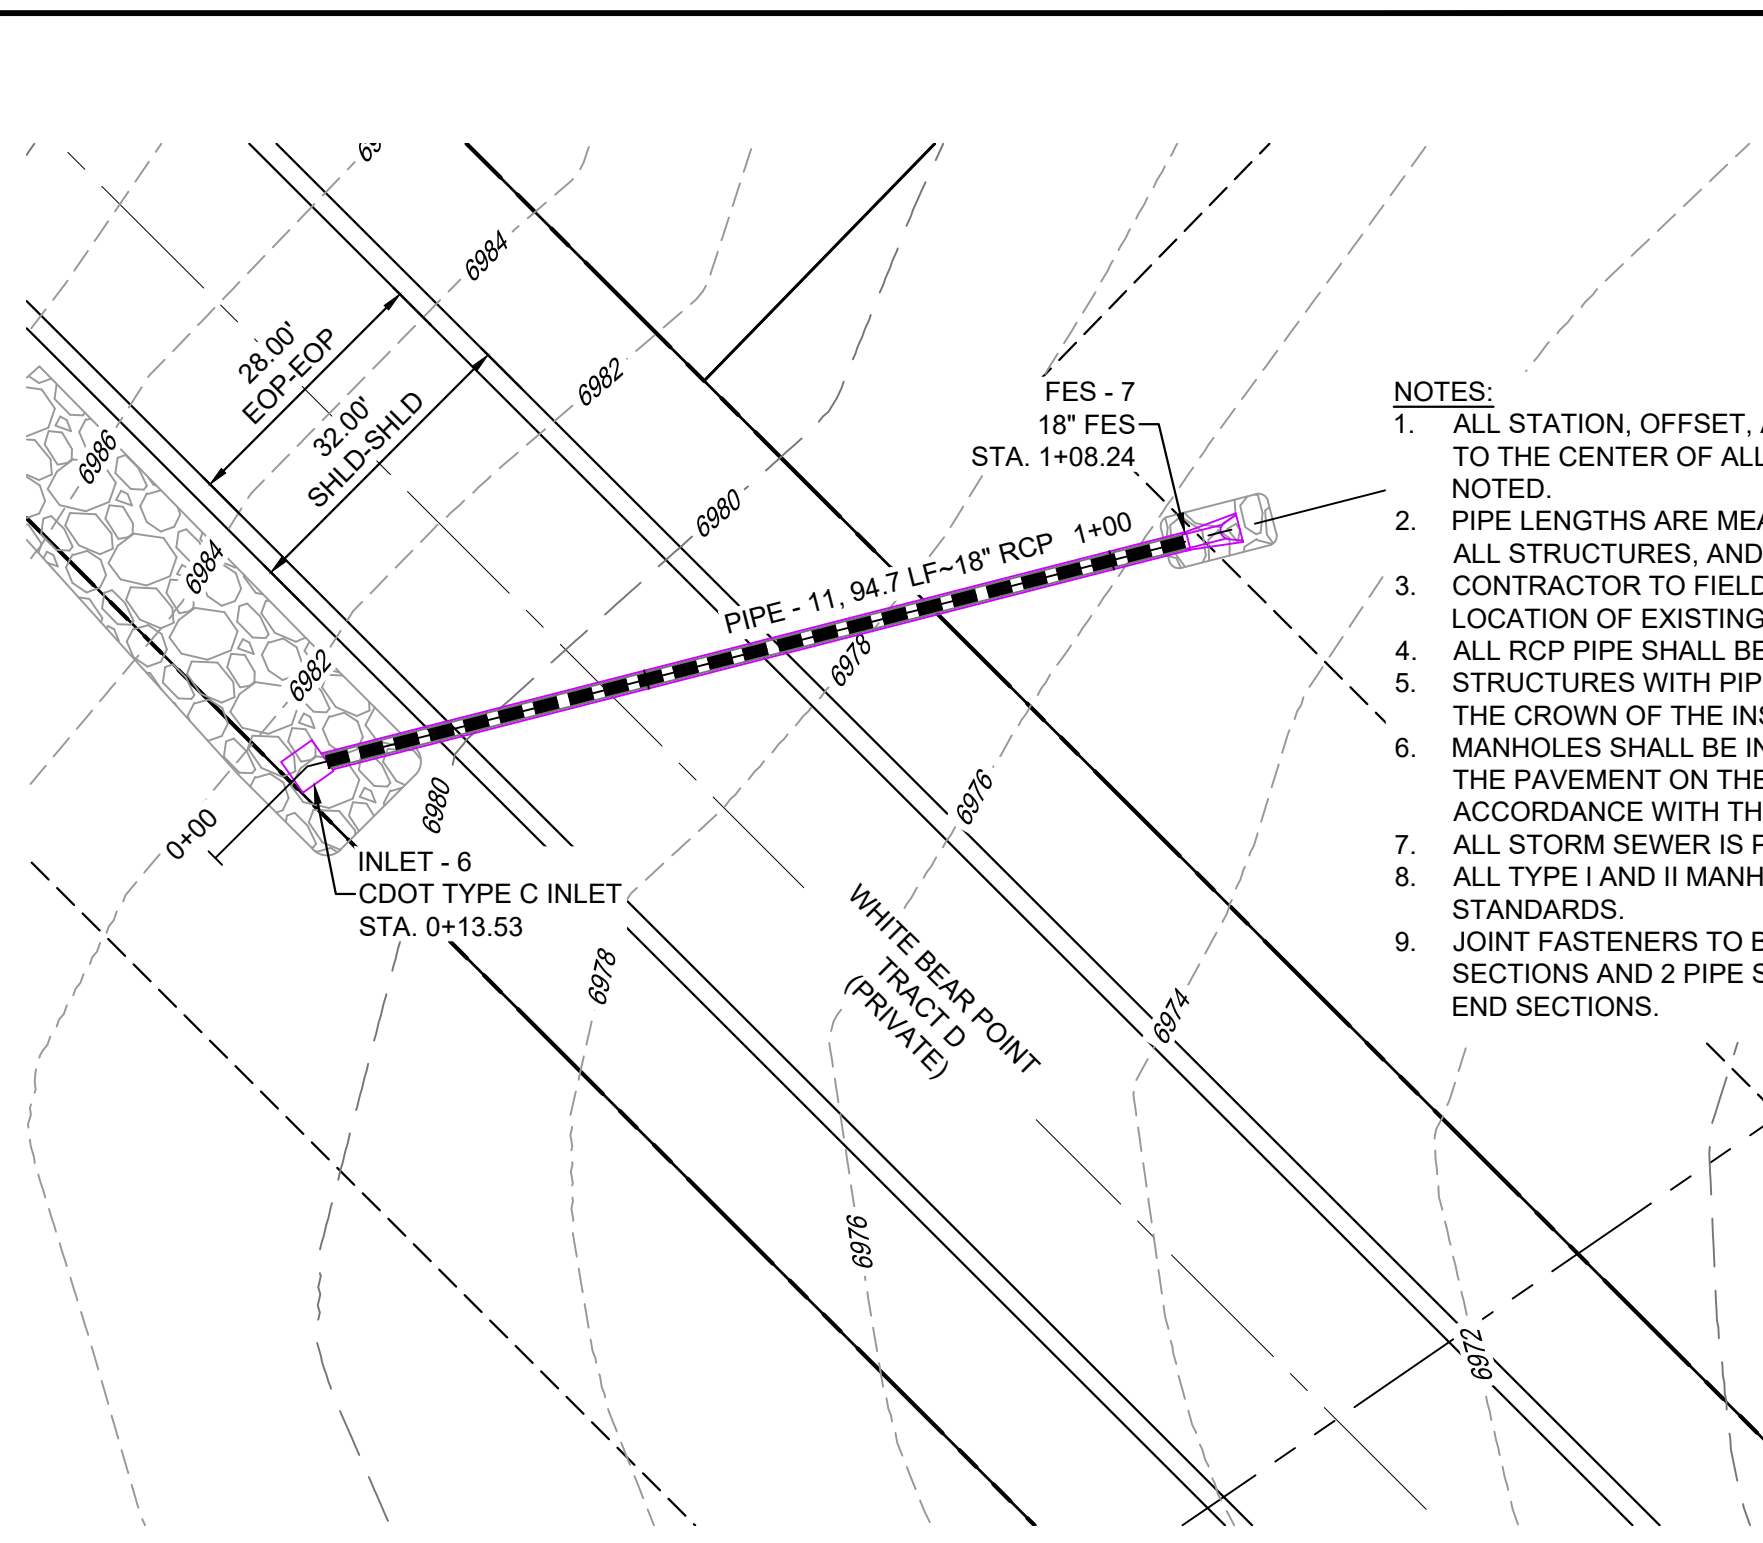 6984
28.00'
EOP-EOP
32.00'
SHLD-SHLD
6982
6986
6984
6982
6980
FES - 7
18" FES
STA. 1+08.24
PIPE - 11, 94.7 LF~18" RCP
1+00
6978
6976
6980
0+00
INLET - 6
CDOT TYPE C INLET
STA. 0+13.53
6978
WHITE BEAR POINT
TRACT D
(PRIVATE)
6974
6976
6972
NOTES:
1. ALL STATION, OFFSET,
TO THE CENTER OF ALL
NOTED.
2. PIPE LENGTHS ARE
ALL STRUCTURES, AND
3. CONTRACTOR TO FIELD
LOCATION OF EXISTING
4. ALL RCP PIPE SHALL BE
5. STRUCTURES WITH
THE CROWN OF THE
6. MANHOLES SHALL BE
THE PAVEMENT ON THE
ACCORDANCE WITH
7. ALL STORM SEWER IS
8. ALL TYPE I AND II
STANDARDS.
9. JOINT FASTENERS TO
SECTIONS AND 2 PIPE
END SECTIONS.